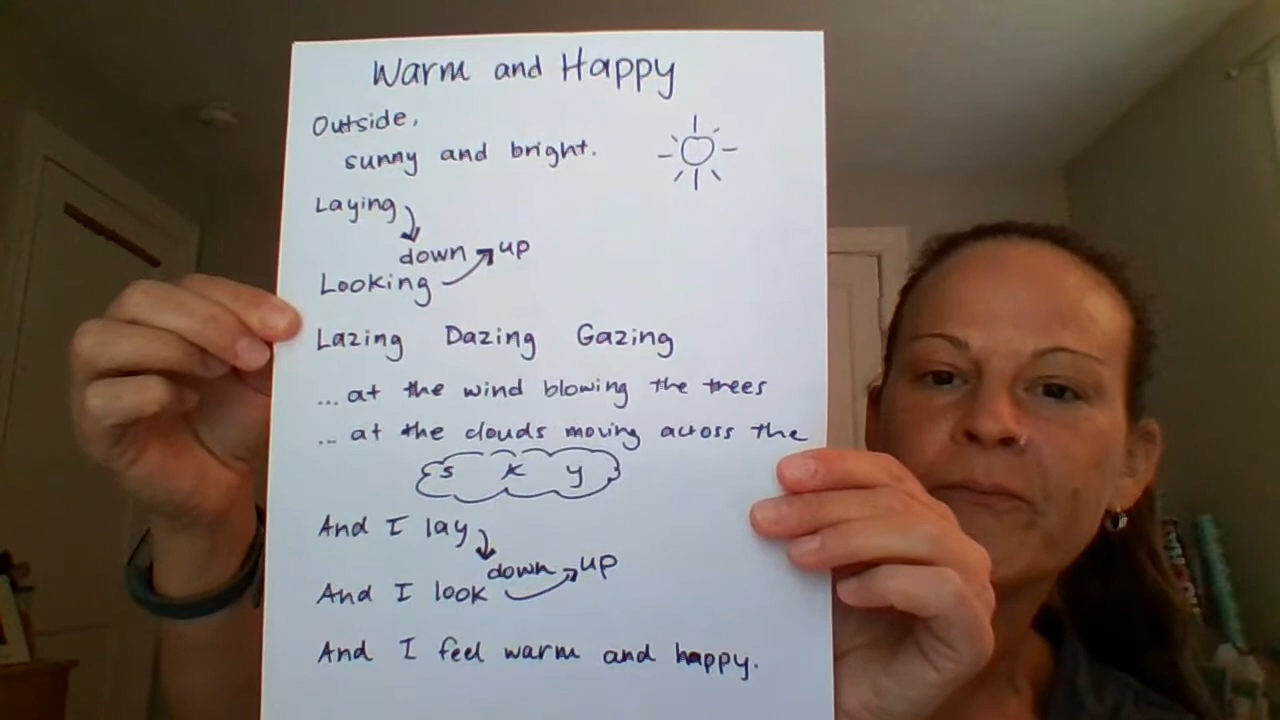 Warm and Happy
Outside,
sunny and bright.
Laying
down up
Looking
Lazing Dazing Gazing
... at the wind blowing the trees
... at the clouds moving across the
s k y
And I lay
down up
And I look
And I feel warm and happy.